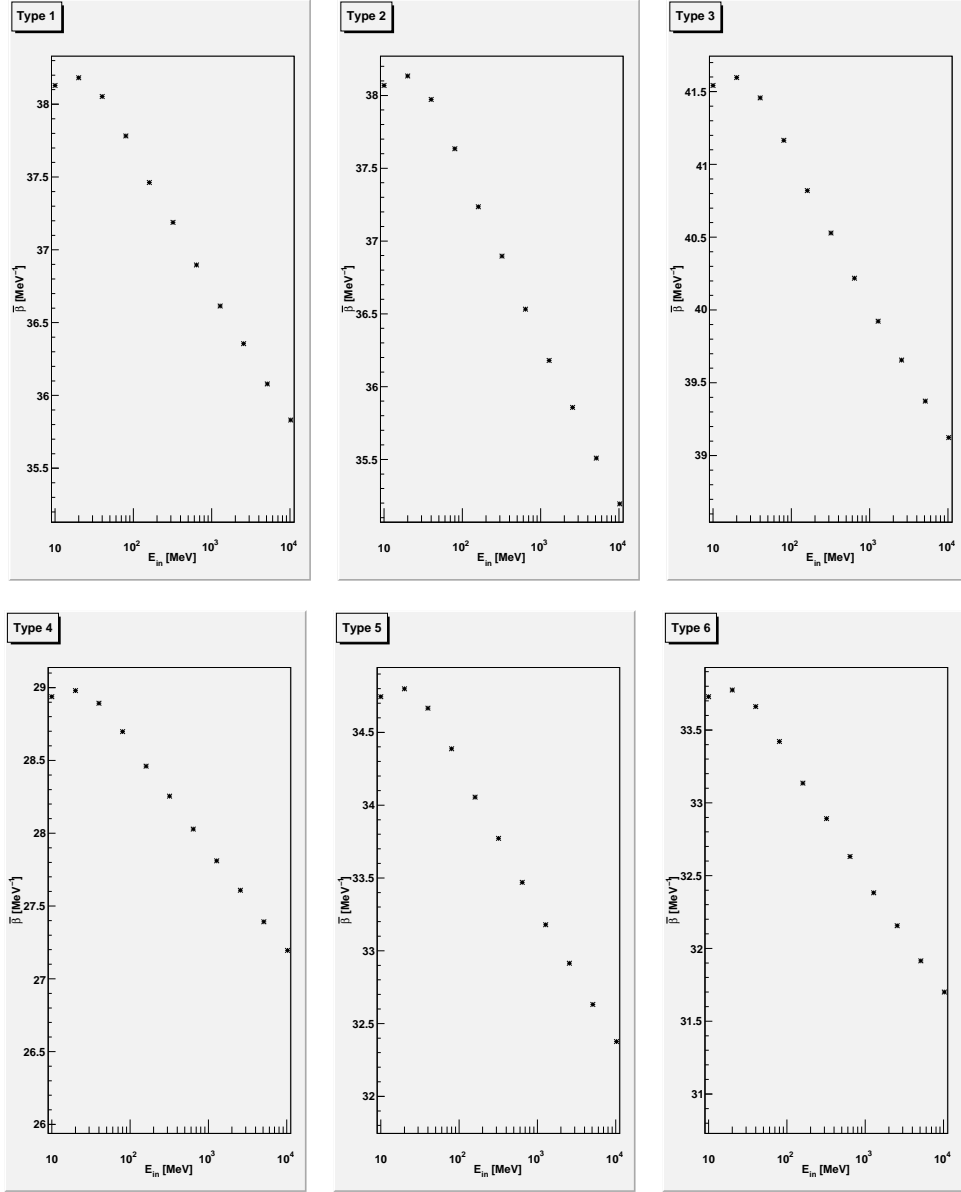 Type 1
38
37.5
37
36.5
36
35.5
β̅ [MeV⁻¹]
10 10² 10³ 10⁴
E_in [MeV]
Type 2
38
37.5
37
36.5
36
35.5
β̅ [MeV⁻¹]
10 10² 10³ 10⁴
E_in [MeV]
Type 3
41.5
41
40.5
40
39.5
39
β̅ [MeV⁻¹]
10 10² 10³ 10⁴
E_in [MeV]
Type 4
29
28.5
28
27.5
27
26.5
26
β̅ [MeV⁻¹]
10 10² 10³ 10⁴
E_in [MeV]
Type 5
34.5
34
33.5
33
32.5
32
β̅ [MeV⁻¹]
10 10² 10³ 10⁴
E_in [MeV]
Type 6
33.5
33
32.5
32
31.5
31
β̅ [MeV⁻¹]
10 10² 10³ 10⁴
E_in [MeV]